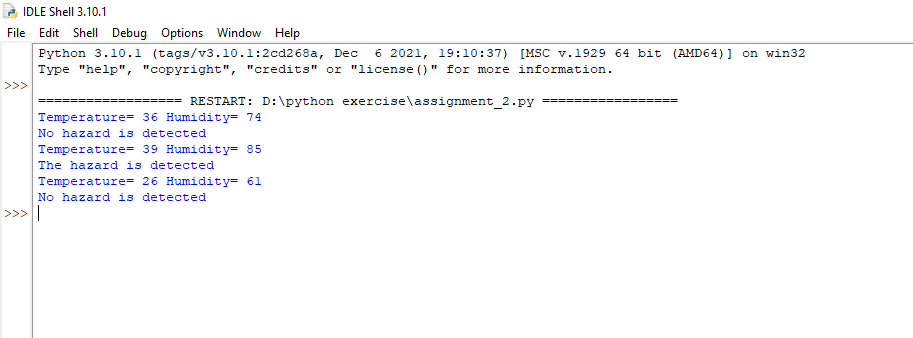 IDLE Shell 3.10.1
File Edit Shell Debug Options Window Help
Python 3.10.1 (tags/v3.10.1:2cd268a, Dec  6 2021, 19:10:37) [MSC v.1929 64 bit (AMD64)] on win32
Type "help", "copyright", "credits" or "license()" for more information.
>>>
================== RESTART: D:\python exercise\assignment_2.py =================
Temperature= 36 Humidity= 74
No hazard is detected
Temperature= 39 Humidity= 85
The hazard is detected
Temperature= 26 Humidity= 61
No hazard is detected
>>>